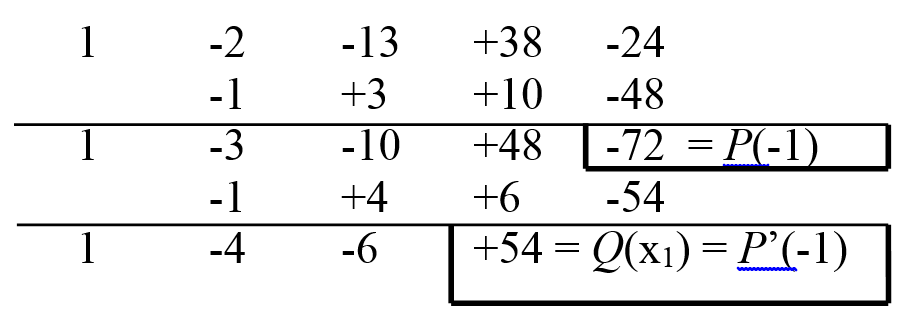 1 -2 -13 +38 -24
-1 +3 +10 -48
1 -3 -10 +48 -72 = P(-1)
-1 +4 +6 -54
1 -4 -6 +54 = Q(x₁) = P’(-1)